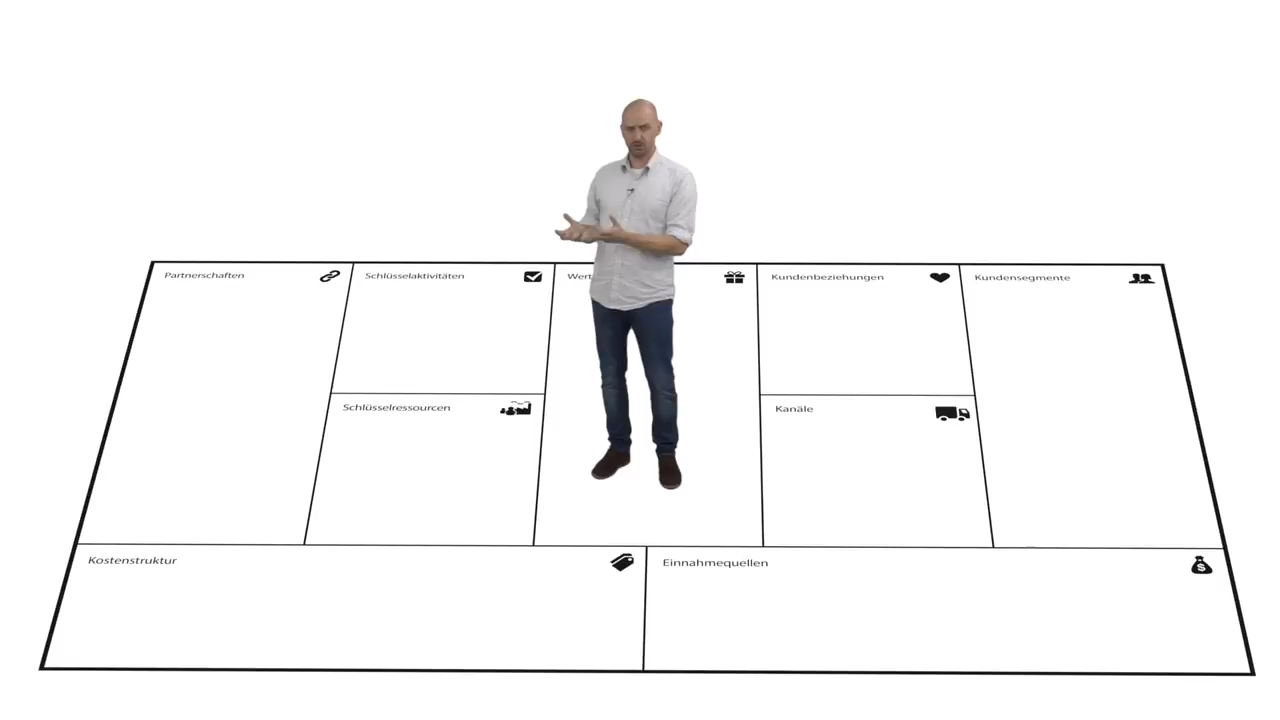 Partnerschaften
Schlüsselaktivitäten
Wert
Kundenbeziehungen
Kundensegmente
Schlüsselressourcen
Kanäle
Kostenstruktur
Einnahmequellen
$